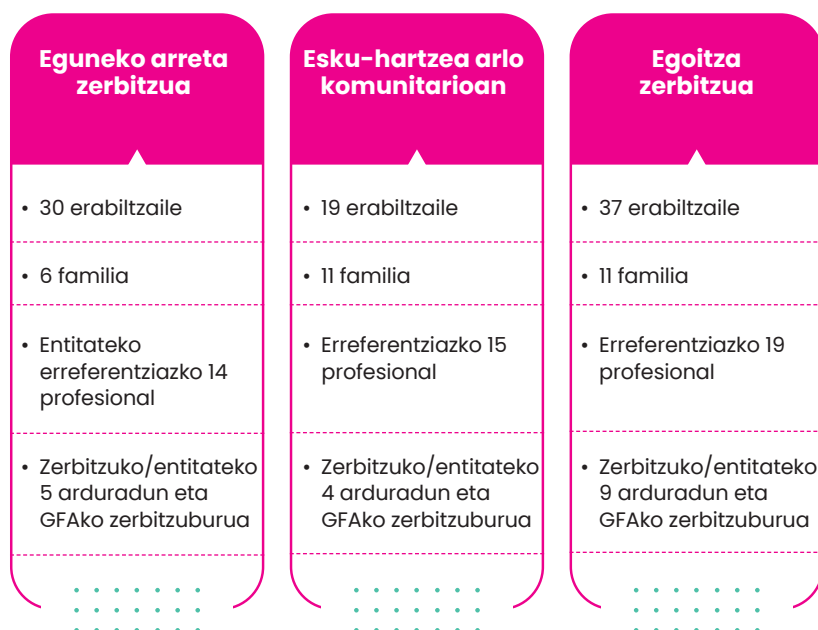 Eguneko arreta
zerbitzua
• 30 erabiltzaile
• 6 familia
• Entitateko
erreferentziazko 14
profesional
• Zerbitzuko/entitateko
5 arduradun eta
GFAko zerbitzuburua
Esku-hartzea arlo
komunitarioan
• 19 erabiltzaile
• 11 familia
• Erreferentziazko 15
profesional
• Zerbitzuko/entitateko
4 arduradun eta
GFAko zerbitzuburua
Egoitza
zerbitzua
• 37 erabiltzaile
• 11 familia
• Erreferentziazko 19
profesional
• Zerbitzuko/entitateko
9 arduradun eta
GFAko zerbitzuburua